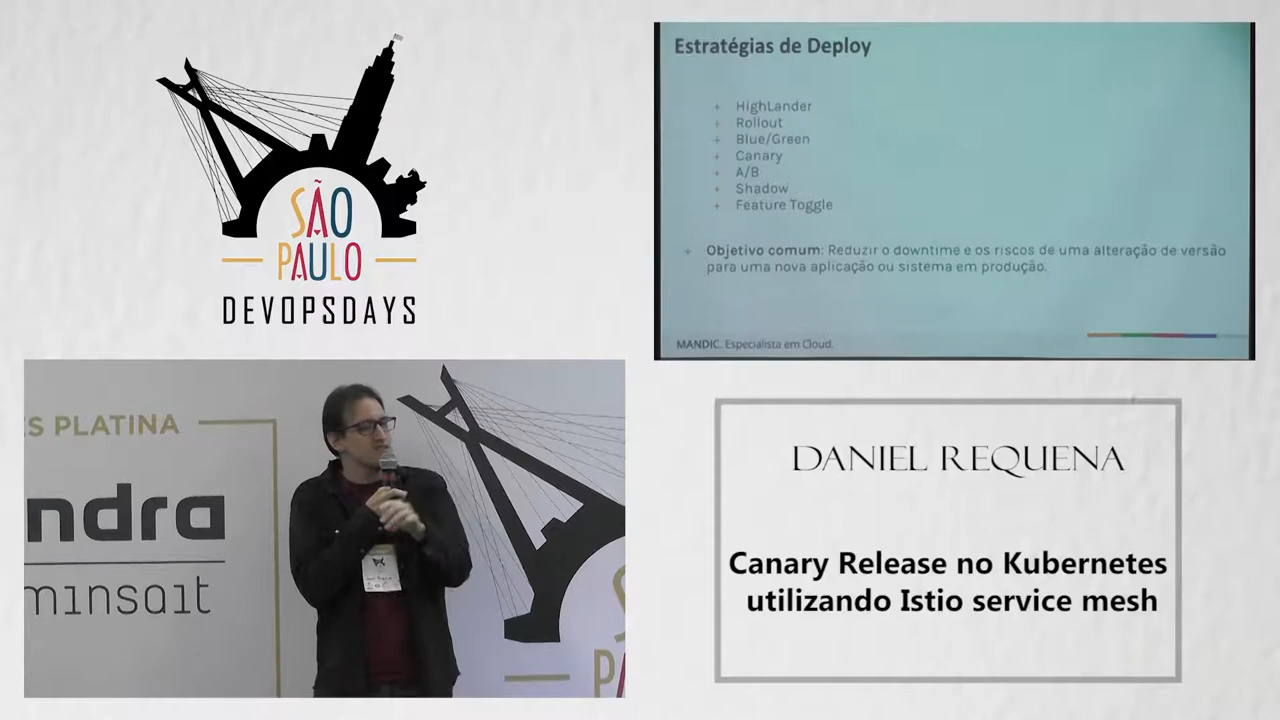 SÃO
PAULO
DEVOPSDAYS
Estratégias de Deploy
+ HighLander
+ Rollout
+ Blue/Green
+ Canary
+ A/B
+ Shadow
+ Feature Toggle
+ Objetivo comum: Reduzir o downtime e os riscos de uma alteração de versão
para uma nova aplicação ou sistema em produção.
MANDIC. Especialista em Cloud.
ES PLATINA
ndra
minsait
DANIEL REQUENA
Canary Release no Kubernetes
utilizando Istio service mesh